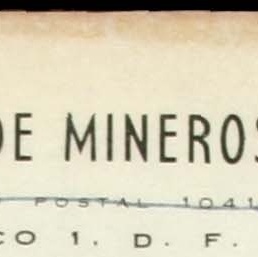 DE MINEROS
POSTAL 1041
CO 1, D. F.